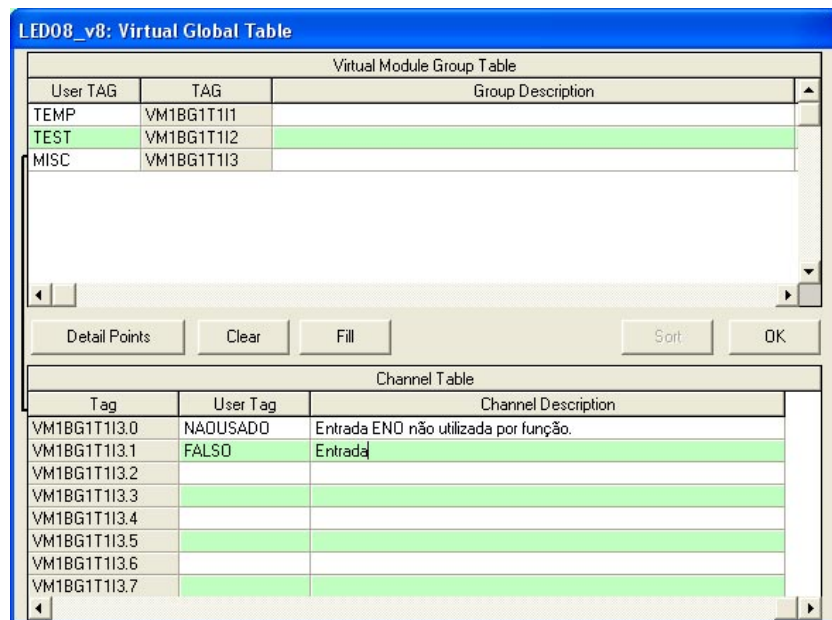 LED08_v8: Virtual Global Table
Virtual Module Group Table
User TAG TAG Group Description
TEMP VM1BG1T1I1
TEST VM1BG1T1I2
MISC VM1BG1T1I3
Detail Points Clear Fill Sort OK
Channel Table
Tag User Tag Channel Description
VM1BG1T1I3.0 NAOUSADO Entrada ENO não utilizada por função.
VM1BG1T1I3.1 FALSO Entrada
VM1BG1T1I3.2
VM1BG1T1I3.3
VM1BG1T1I3.4
VM1BG1T1I3.5
VM1BG1T1I3.6
VM1BG1T1I3.7